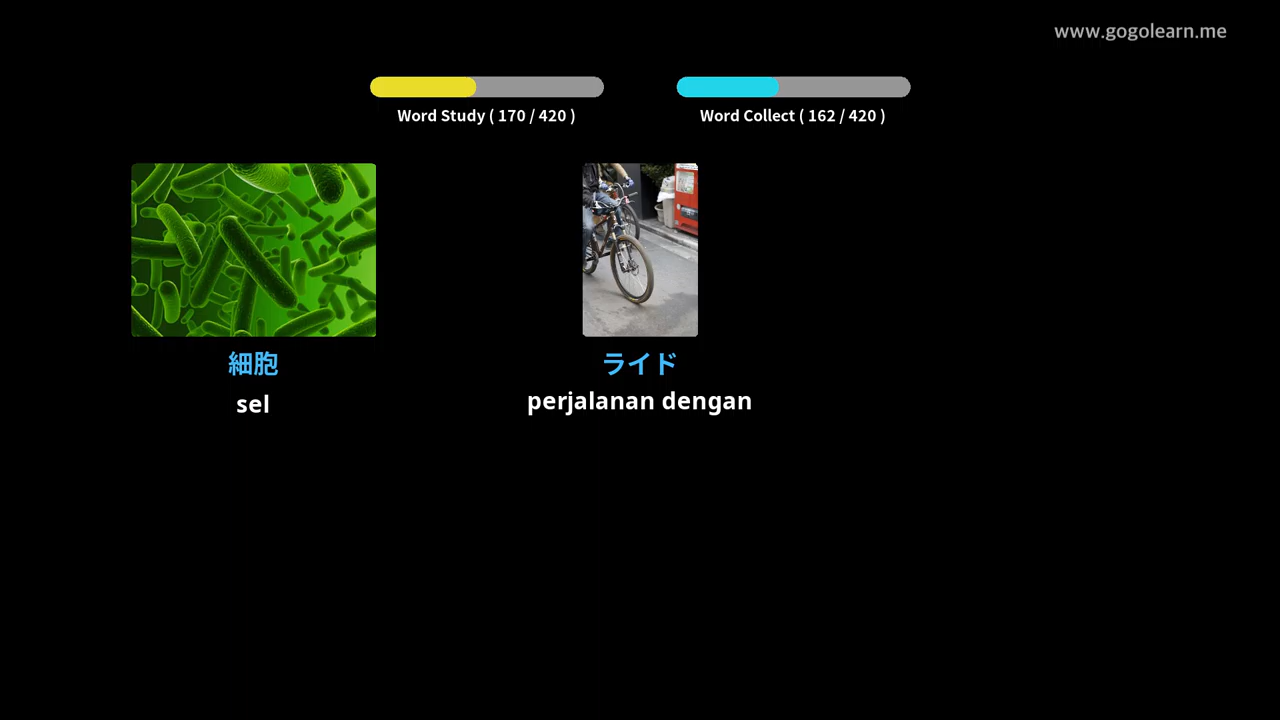 www.gogolearn.me
Word Study ( 170 / 420 )
Word Collect ( 162 / 420 )
細胞
sel
ライド
perjalanan dengan